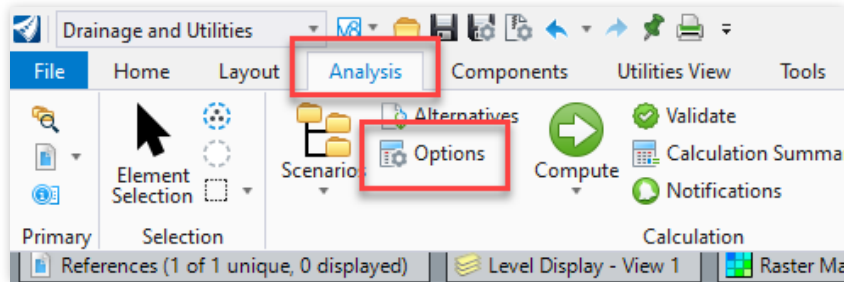 Drainage and Utilities
File Home Layout Analysis Components Utilities View Tools
Alternatives Validate
Element Selection Scenarios Options Compute Calculation Summa
Notifications
Primary Selection Calculation
References (1 of 1 unique, 0 displayed) Level Display - View 1 Raster Ma